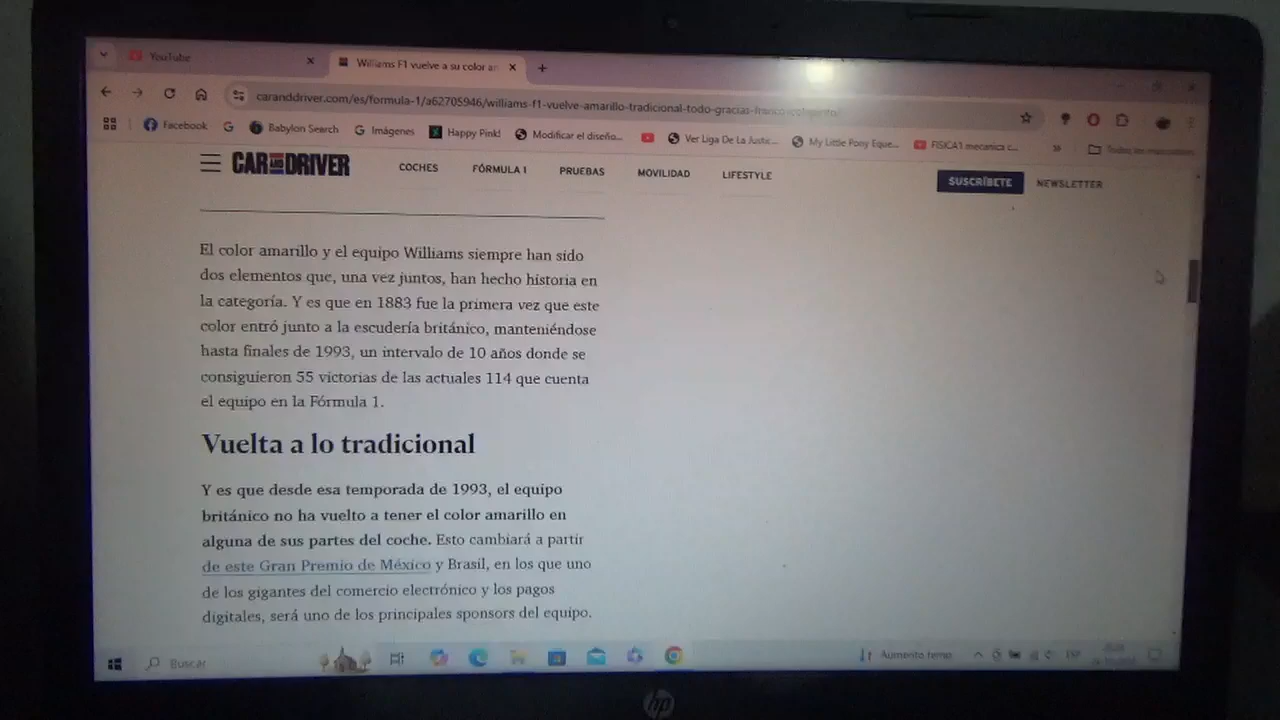 YouTube
Williams F1 vuelve a su color an
caranddriver.com/es/formula-1/a62705946/williams-f1-vuelve-amarillo-tradicional-todo-gracias-
Facebook
Babylon Search
Imágenes
Happy Pink!
Modificar el diseño...
Ver Liga De La Justic...
My Little Pony Eque...
FISICA1 mecanica c...
CAR AND DRIVER
COCHES
FÓRMULA 1
PRUEBAS
MOVILIDAD
LIFESTYLE
SUSCRÍBETE
NEWSLETTER
El color amarillo y el equipo Williams siempre han sido
dos elementos que, una vez juntos, han hecho historia en
la categoría. Y es que en 1883 fue la primera vez que este
color entró junto a la escudería británico, manteniéndose
hasta finales de 1993, un intervalo de 10 años donde se
consiguieron 55 victorias de las actuales 114 que cuenta
el equipo en la Fórmula 1.
Vuelta a lo tradicional
Y es que desde esa temporada de 1993, el equipo
británico no ha vuelto a tener el color amarillo en
alguna de sus partes del coche. Esto cambiará a partir
de este Gran Premio de México y Brasil, en los que uno
de los gigantes del comercio electrónico y los pagos
digitales, será uno de los principales sponsors del equipo.
Buscar
Aumento temp.
ESP
hp